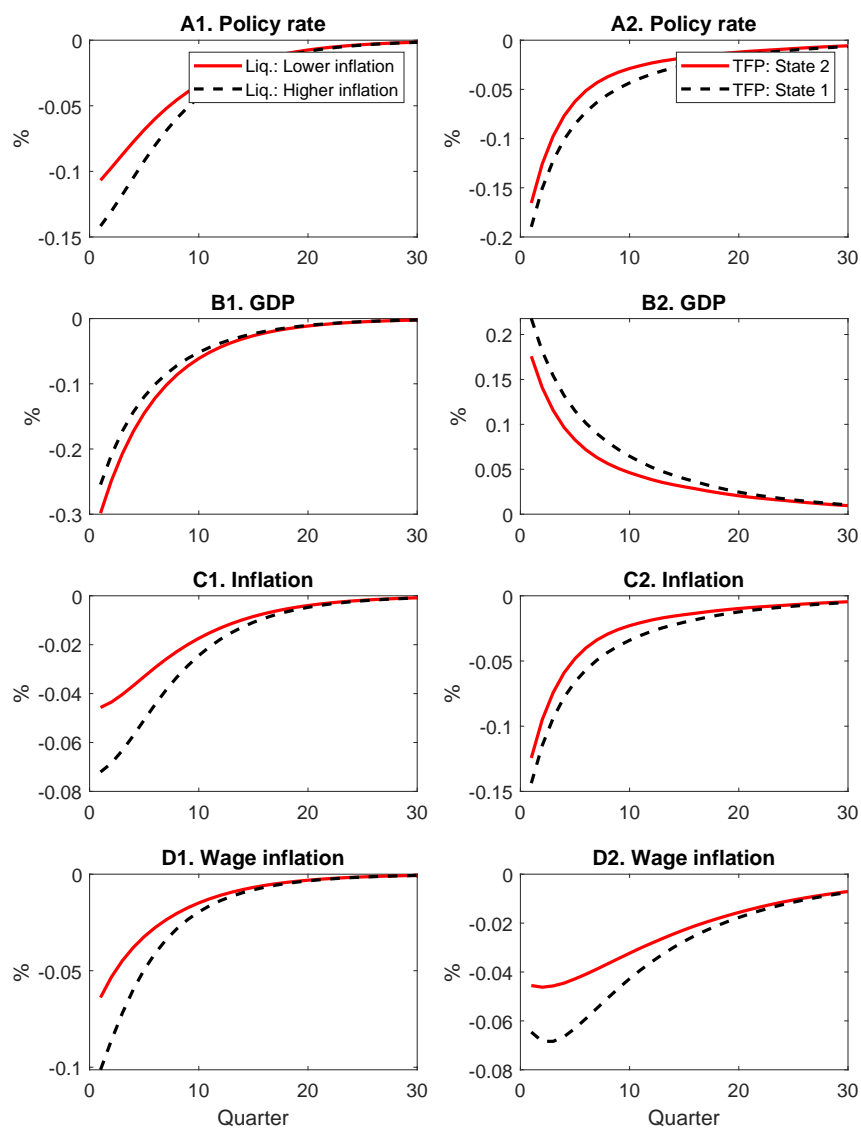 A1. Policy rate
0
-0.05
-0.1
-0.15
%
0 10 20 30
Liq.: Lower inflation
Liq.: Higher inflation
A2. Policy rate
0
-0.05
-0.1
-0.15
-0.2
%
0 10 20 30
TFP: State 2
TFP: State 1
B1. GDP
0
-0.1
-0.2
-0.3
%
0 10 20 30
B2. GDP
0.2
0.15
0.1
0.05
0
%
0 10 20 30
C1. Inflation
0
-0.02
-0.04
-0.06
-0.08
%
0 10 20 30
C2. Inflation
0
-0.05
-0.1
-0.15
%
0 10 20 30
D1. Wage inflation
0
-0.05
-0.1
%
0 10 20 30
Quarter
D2. Wage inflation
0
-0.02
-0.04
-0.06
-0.08
%
0 10 20 30
Quarter